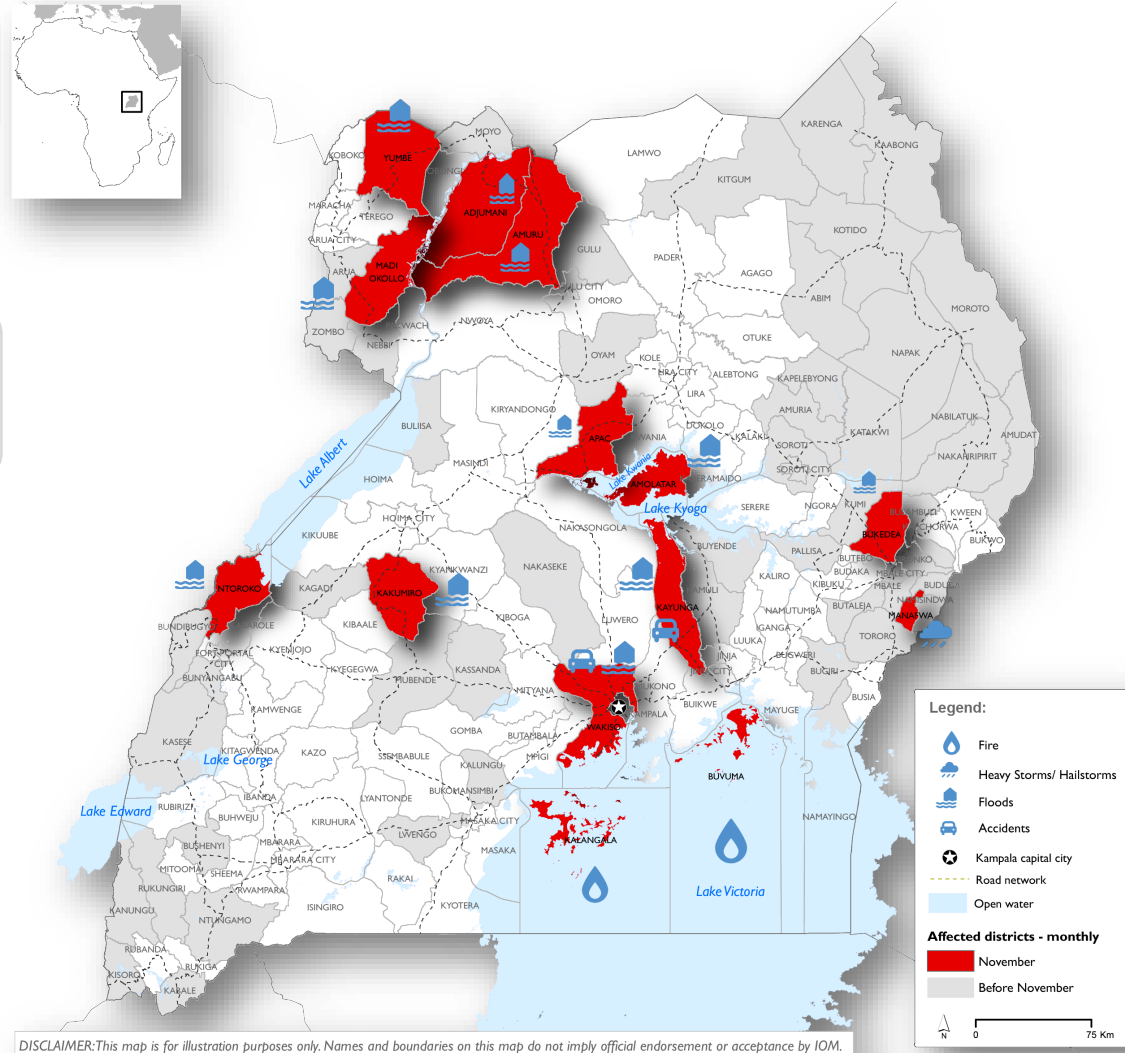 KARENGA
KAABONG
MOYO
LAMWO
KOBOKO
YUMBE
KITGUM
MARACHA
TEREGO
ADJUMANI
ARUA CITY
AMURU
KOTIDO
GULU
PADER
MADI
OKOLLO
ARUA
AGAGO
OMORO
ABIM
MOROTO
ZOMBO
NWOYA
NEBBI
OTUKE
OYAM
KOLE
NAPAK
LIRA CITY
ALEBTONG
KAPELEBYONG
LIRA
KIRYANDONGO
AMURIA
NABILATUK
BULIISA
APAC
DOKOLO
KALAKI
KATAKWI
AMUDAT
SOROTI
Lake Albert
MASINDI
Lake Kwania
NAKAPIRIPIRIT
SOROTI CITY
HOIMA
AMOLATAR
SERERE
NGORA
KUMI
Lake Kyoga
KWEEN
HOIMA CITY
NAKASONGOLA
BUKEDEA
BUKWO
KIKUUBE
BUYENDE
PALLISA
BUTEBO
NAKASEKE
KYANKWANZI
BUDAKA
MBALE CITY
KALIRO
NTOROKO
KAGADI
KAKUMIRO
KIBUKU
MBALE
KAYUNGA
NAMUTUMBA
BUTALEJA
MANAFWA
BUNDIBUGYO
KIBAALE
KIBOGA
LUWERO
IGANGA
TORORO
LUUKA
KYENJOJO
FORT PORTAL
CITY
BUGWERI
JINJA
KYEGEGWA
KASSANDA
JINJA CITY
BUGIRI
BUNYANGABU
MUBENDE
MITYANA
BUSIA
BUIKWE
MAYUGE
KAMWENGE
KAMPALA
WAKISO
GOMBA
BUTAMBALA
KASESE
KITAGWENDA
KAZO
SSEMBABULE
MPIGI
Lake George
KALUNGU
BUVUMA
BUKOMANSIMBI
IBANDA
LYANTONDE
Lake Edward
RUBIRIZI
BUHWEJU
KIRUHURA
MASAKA CITY
NAMAYINGO
LWENGO
MBARARA
KALANGALA
BUSHENYI
MASAKA
MBARARA CITY
MITOOMA
SHEEMA
RAKAI
RUKUNGIRI
RWAMPARA
Lake Victoria
KANUNGU
ISINGIRO
KYOTERA
NTUNGAMO
RUBANDA
RUKIGA
KISORO
KABALE
Legend:
Fire
Heavy Storms/ Hailstorms
Floods
Accidents
Kampala capital city
Road network
Open water
Affected districts - monthly
November
Before November
N
0 75 Km
DISCLAIMER:This map is for illustration purposes only. Names and boundaries on this map do not imply official endorsement or acceptance by IOM.